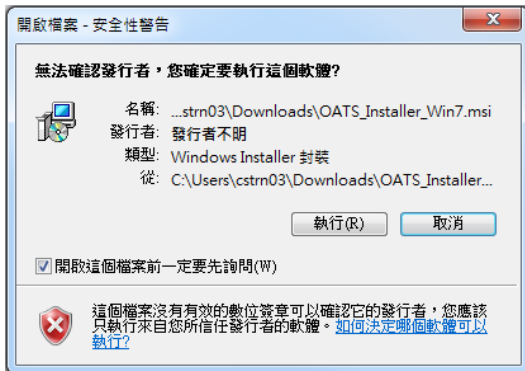 開啟檔案 - 安全性警告
無法確認發行者，您確定要執行這個軟體?
名稱: ...strn03\Downloads\OATS_Installer_Win7.msi
發行者: 發行者不明
類型: Windows Installer 封裝
從: C:\Users\cstrn03\Downloads\OATS_Installer...
執行(R) 取消
開啟這個檔案前一定要先詢問(W)
這個檔案沒有有效的數位簽章可以確認它的發行者，您應該
只執行來自您所信任發行者的軟體。如何決定哪個軟體可以
執行?